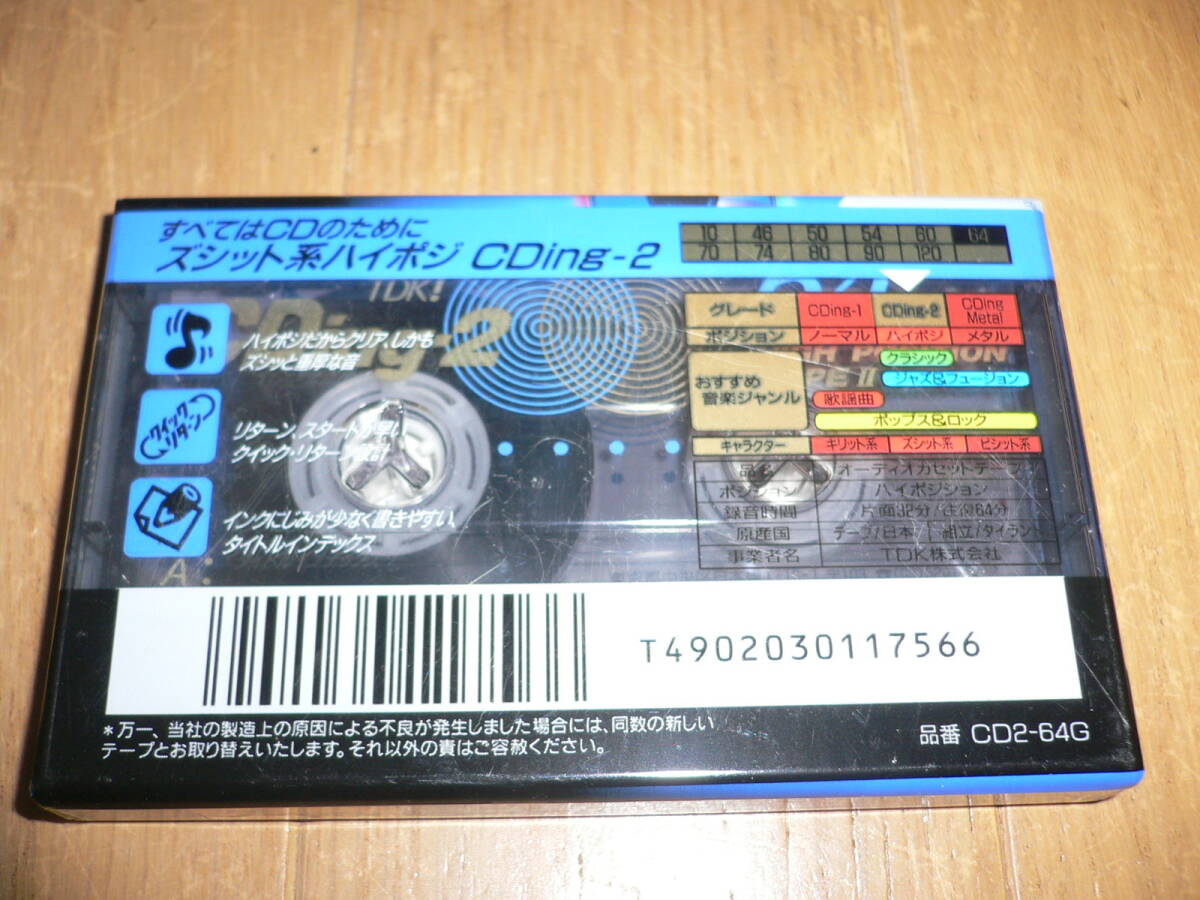 すべてはCDのために
ズシット系ハイポジ CDing-2
10 46 50 54 60 64
70 74 80 90 120
TDK!
ハイポジだからクリア、しかも
ズシッと重厚な音
クイック
リターン
リターン、スタートが早い
クイック・リターン設計
インクにじみが少なく書きやすい、
タイトルインデックス
A:
グレード CDing-1 CDing-2 CDing Metal
ポジション ノーマル ハイポジ メタル
おすすめ
音楽ジャンル
クラシック
ジャズ&フュージョン
歌謡曲
ポップス&ロック
キャラクター キリット系 ズシット系 ビシット系
品名 オーディオカセットテープ
ポジション ハイポジション
録音時間 片面32分/往復64分
原産国 テープ/日本 組立/タイランド
事業者名 TDK株式会社
T4902030117566
*万一、当社の製造上の原因による不良が発生しました場合には、同数の新しい
テープとお取り替えいたします。それ以外の責はご容赦ください。
品番 CD2-64G